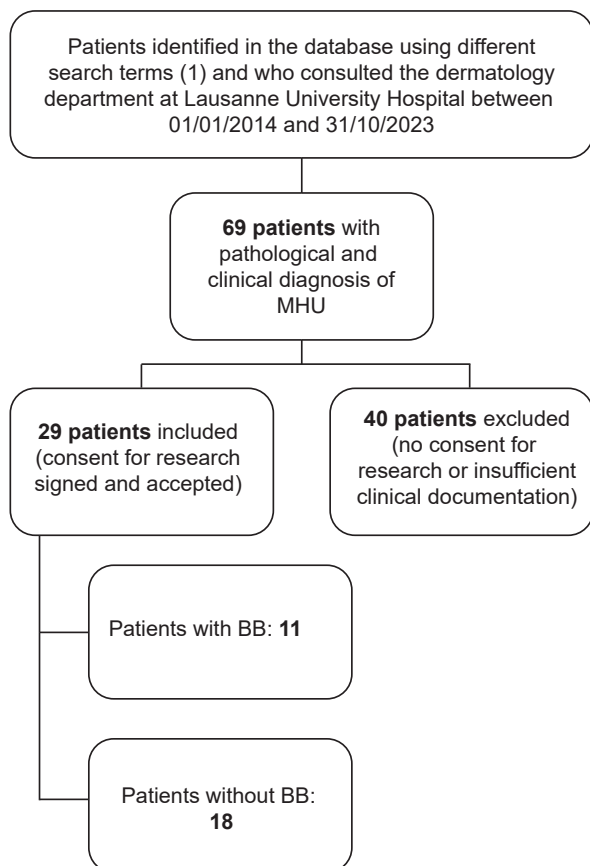 Patients identified in the database using different
search terms (1) and who consulted the dermatology
department at Lausanne University Hospital between
01/01/2014 and 31/10/2023
69 patients with
pathological and
clinical diagnosis of
MHU
29 patients included
(consent for research
signed and accepted)
40 patients excluded
(no consent for
research or insufficient
clinical documentation)
Patients with BB: 11
Patients without BB:
18